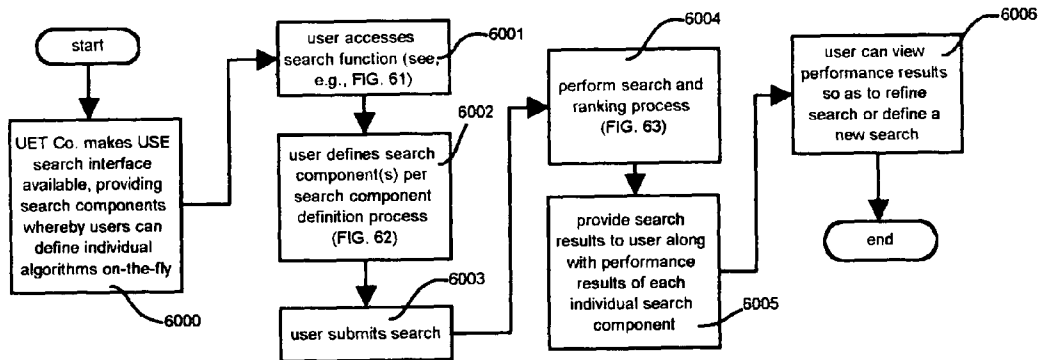 start
UET Co. makes USE
search interface
available, providing
search components
whereby users can
define individual
algorithms on-the-fly
6000
user accesses
search function (see,
e.g., FIG. 61)
6001
user defines search
component(s) per
search component
definition process
(FIG. 62)
6002
user submits search
6003
perform search and
ranking process
(FIG. 63)
6004
provide search
results to user along
with performance
results of each
individual search
component
6005
user can view
performance results
so as to refine
search or define a
new search
6006
end